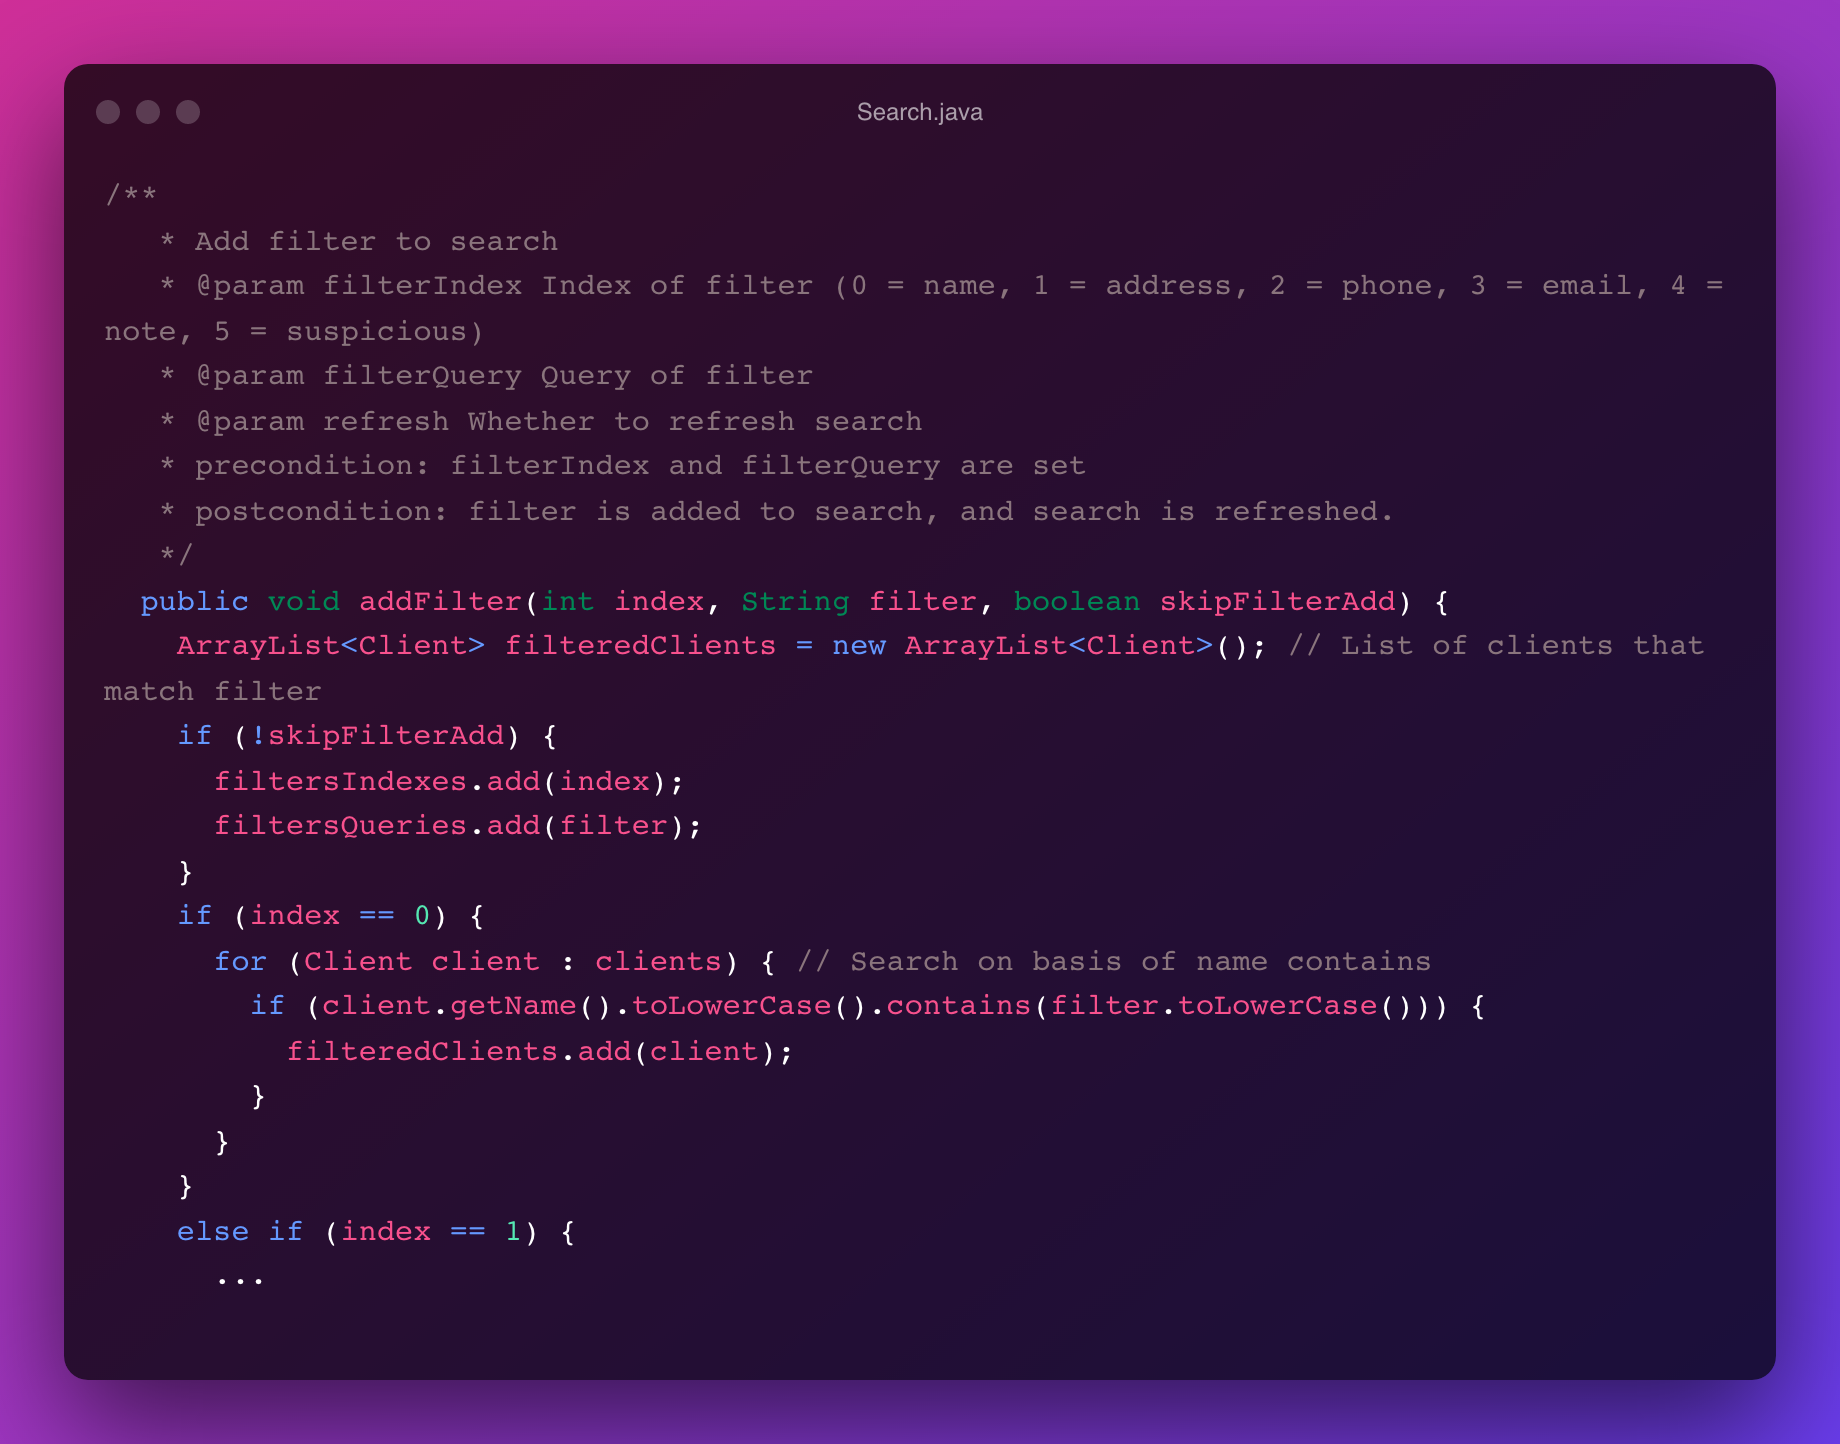 Search.java
/**
   * Add filter to search
   * @param filterIndex Index of filter (0 = name, 1 = address, 2 = phone, 3 = email, 4 =
note, 5 = suspicious)
   * @param filterQuery Query of filter
   * @param refresh Whether to refresh search
   * precondition: filterIndex and filterQuery are set
   * postcondition: filter is added to search, and search is refreshed.
   */
  public void addFilter(int index, String filter, boolean skipFilterAdd) {
    ArrayList<Client> filteredClients = new ArrayList<Client>(); // List of clients that
match filter
    if (!skipFilterAdd) {
      filtersIndexes.add(index);
      filtersQueries.add(filter);
    }
    if (index == 0) {
      for (Client client : clients) { // Search on basis of name contains
        if (client.getName().toLowerCase().contains(filter.toLowerCase())) {
          filteredClients.add(client);
        }
      }
    }
    else if (index == 1) {
      ...